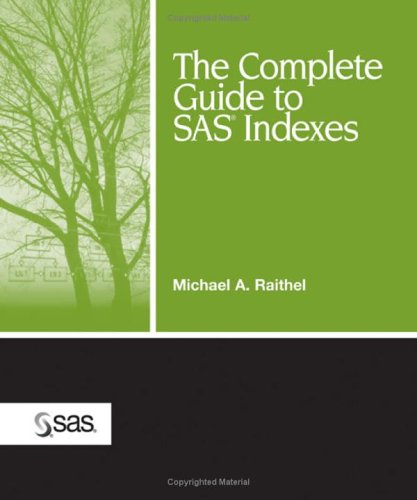 Copyrighted Material
The Complete
Guide to
SAS® Indexes
Michael A. Raithel
sas®
Copyrighted Material